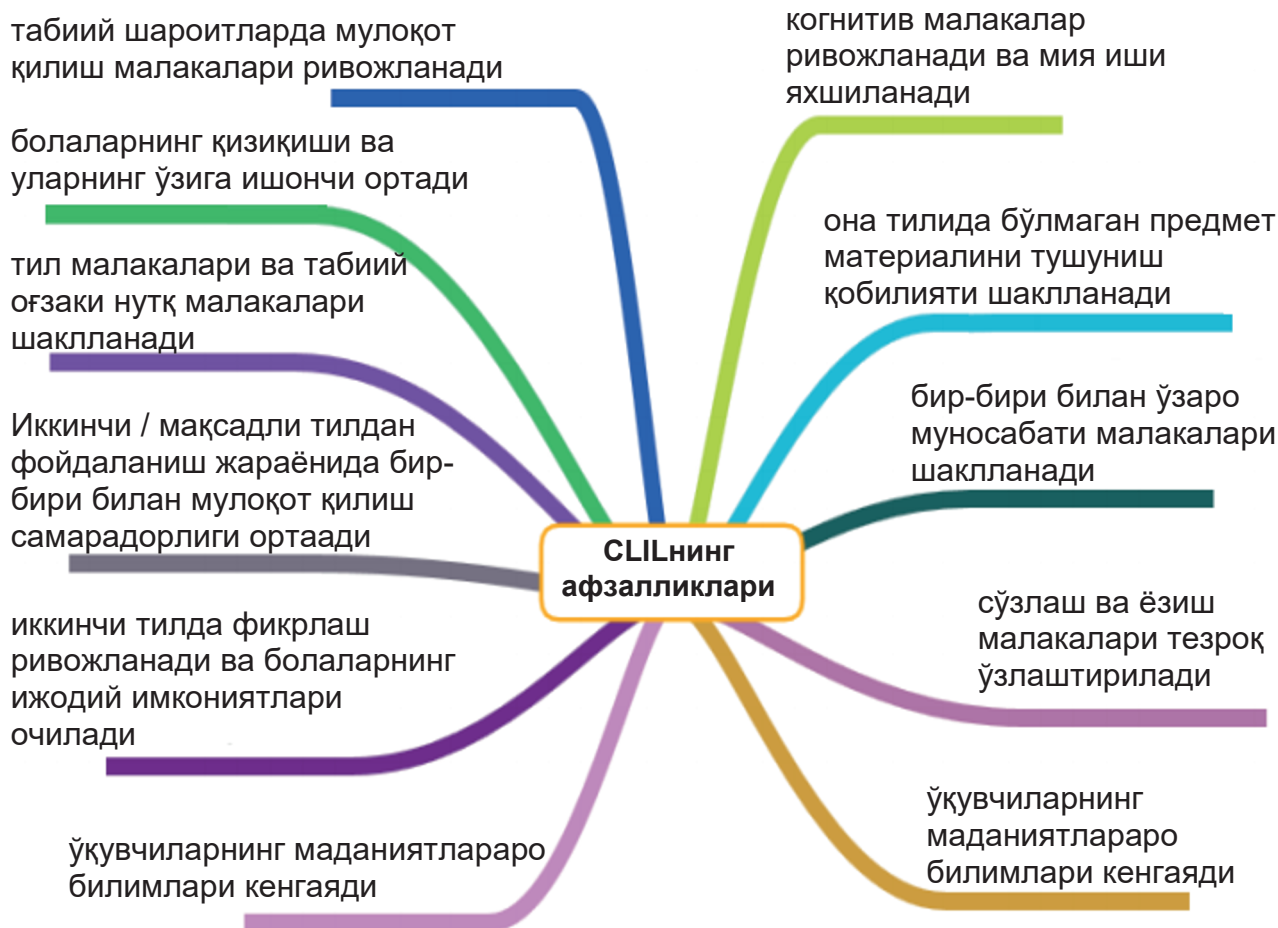 табиий шароитларда мулоқот
қилиш малакалари ривожланади
болаларнинг қизиқиши ва
уларнинг ўзига ишончи ортади
тил малакалари ва табиий
оғзаки нутқ малакалари
шаклланади
Иккинчи / мақсадли тилдан
фойдаланиш жараёнида бир-
бири билан мулоқот қилиш
самарадорлиги ортаади
иккинчи тилда фикрлаш
ривожланади ва болаларнинг
ижодий имкониятлари
очилади
ўқувчиларнинг маданиятлараро
билимлари кенгаяди
CLILнинг
афзалликлари
когнитив малакалар
ривожланади ва мия иши
яхшиланади
она тилида бўлмаган предмет
материалини тушуниш
қобилияти шаклланади
бир-бири билан ўзаро
муносабати малакалари
шаклланади
сўзлаш ва ёзиш
малакалари тезроқ
ўзлаштирилади
ўқувчиларнинг
маданиятлараро
билимлари кенгаяди